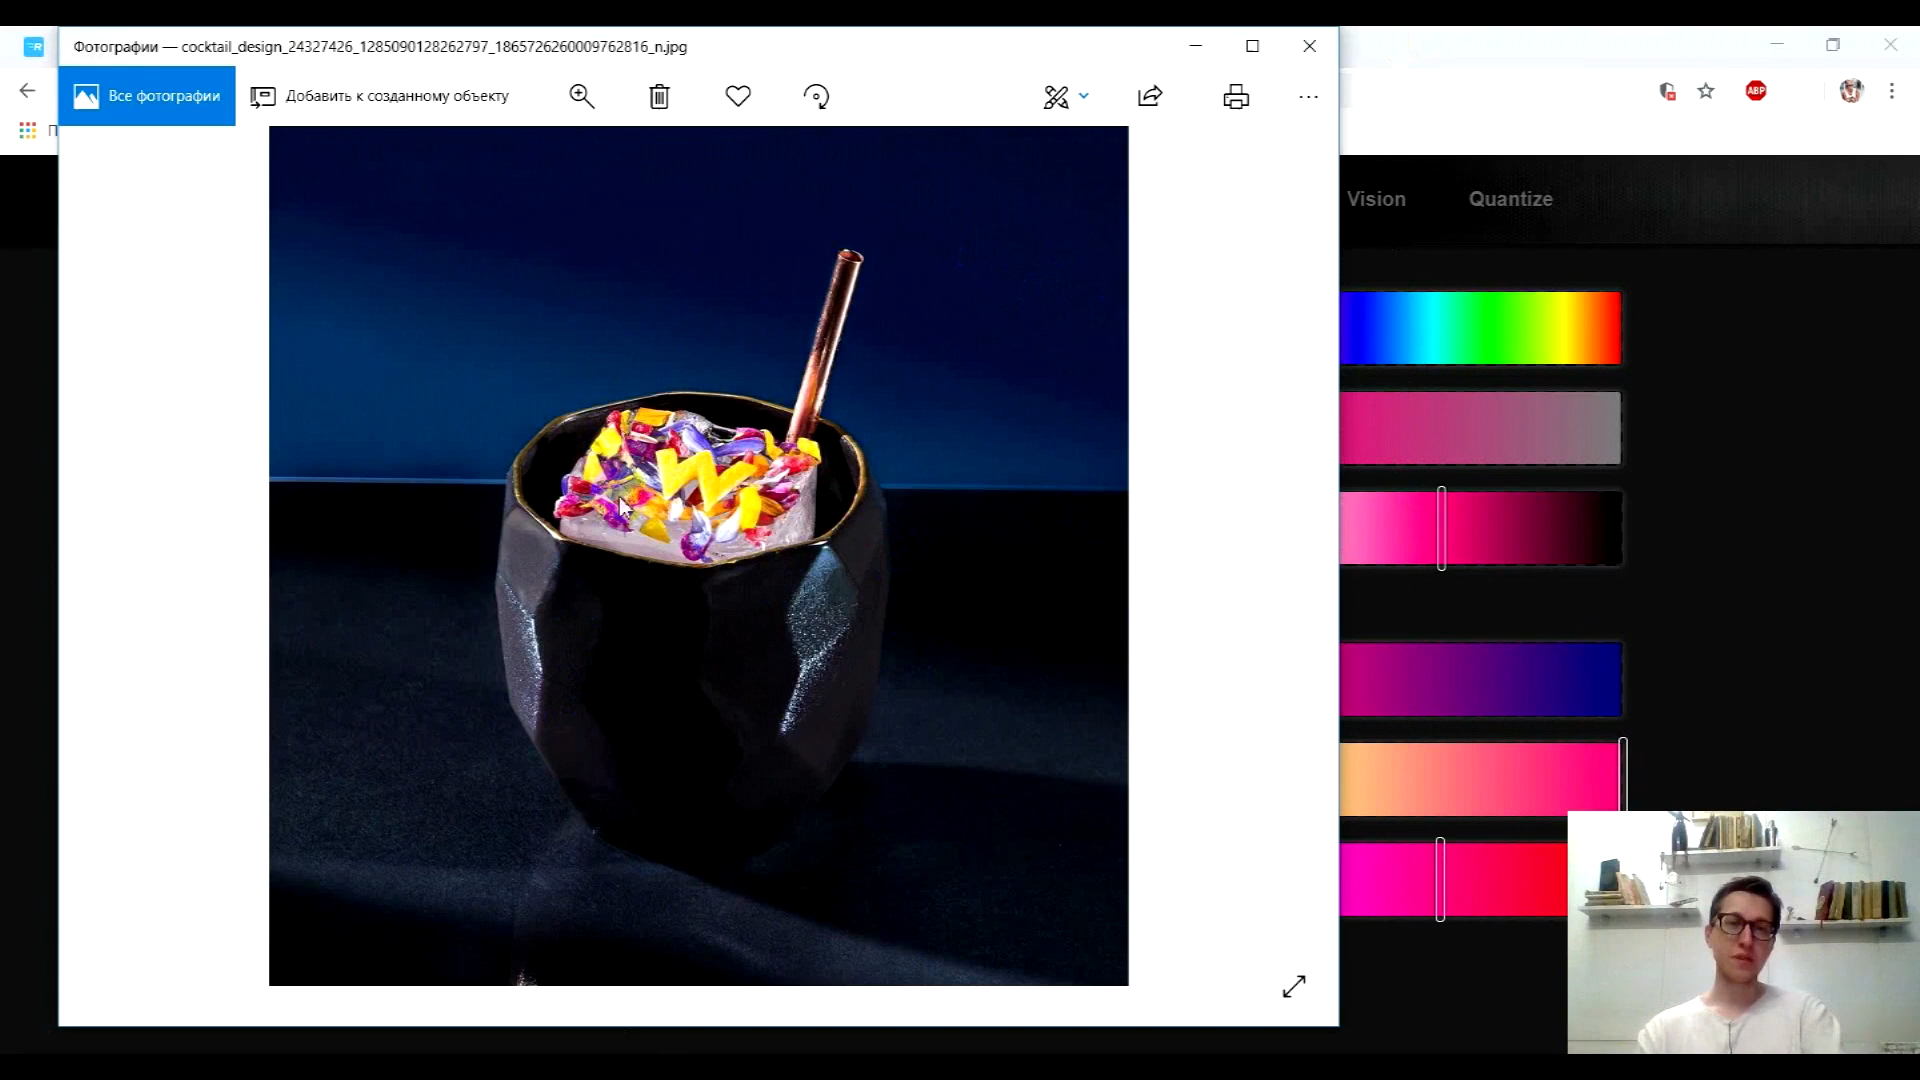 Фотографии — cocktail_design_24327426_1285090128262797_1865726260009762816_n.jpg
Все фотографии
Добавить к созданному объекту
ABP
П
Vision
Quantize